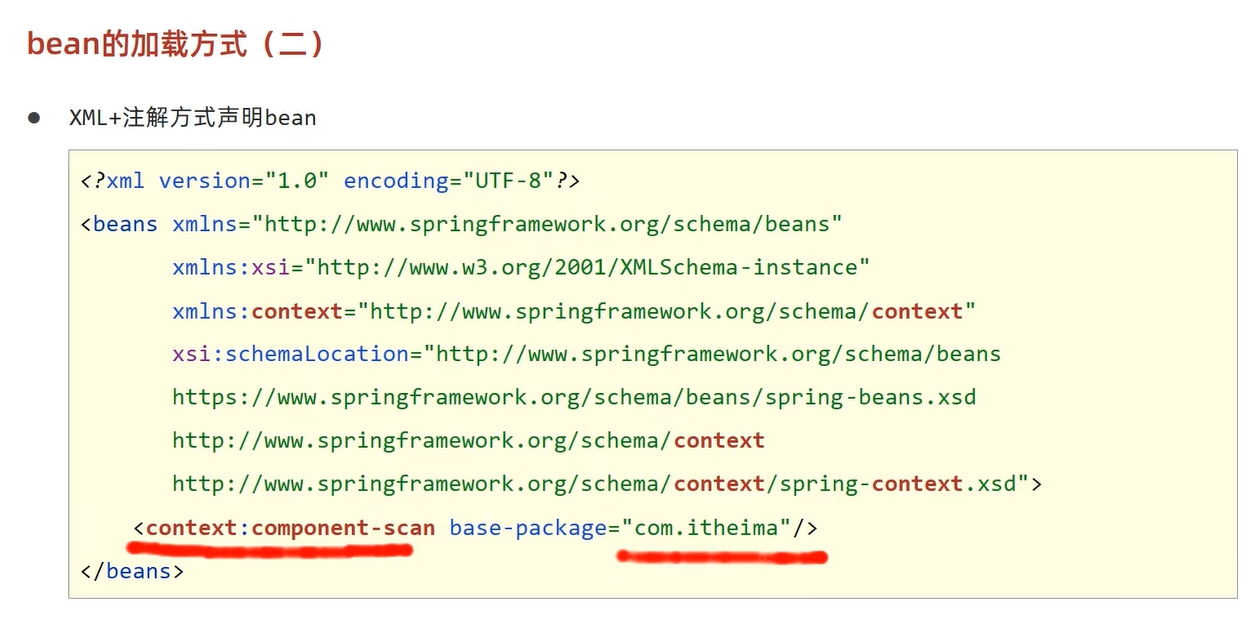 bean的加载方式（二）
● XML+注解方式声明bean
<?xml version="1.0" encoding="UTF-8"?>
<beans xmlns="http://www.springframework.org/schema/beans"
xmlns:xsi="http://www.w3.org/2001/XMLSchema-instance"
xmlns:context="http://www.springframework.org/schema/context"
xsi:schemaLocation="http://www.springframework.org/schema/beans
https://www.springframework.org/schema/beans/spring-beans.xsd
http://www.springframework.org/schema/context
http://www.springframework.org/schema/context/spring-context.xsd">
<context:component-scan base-package="com.itheima"/>
</beans>